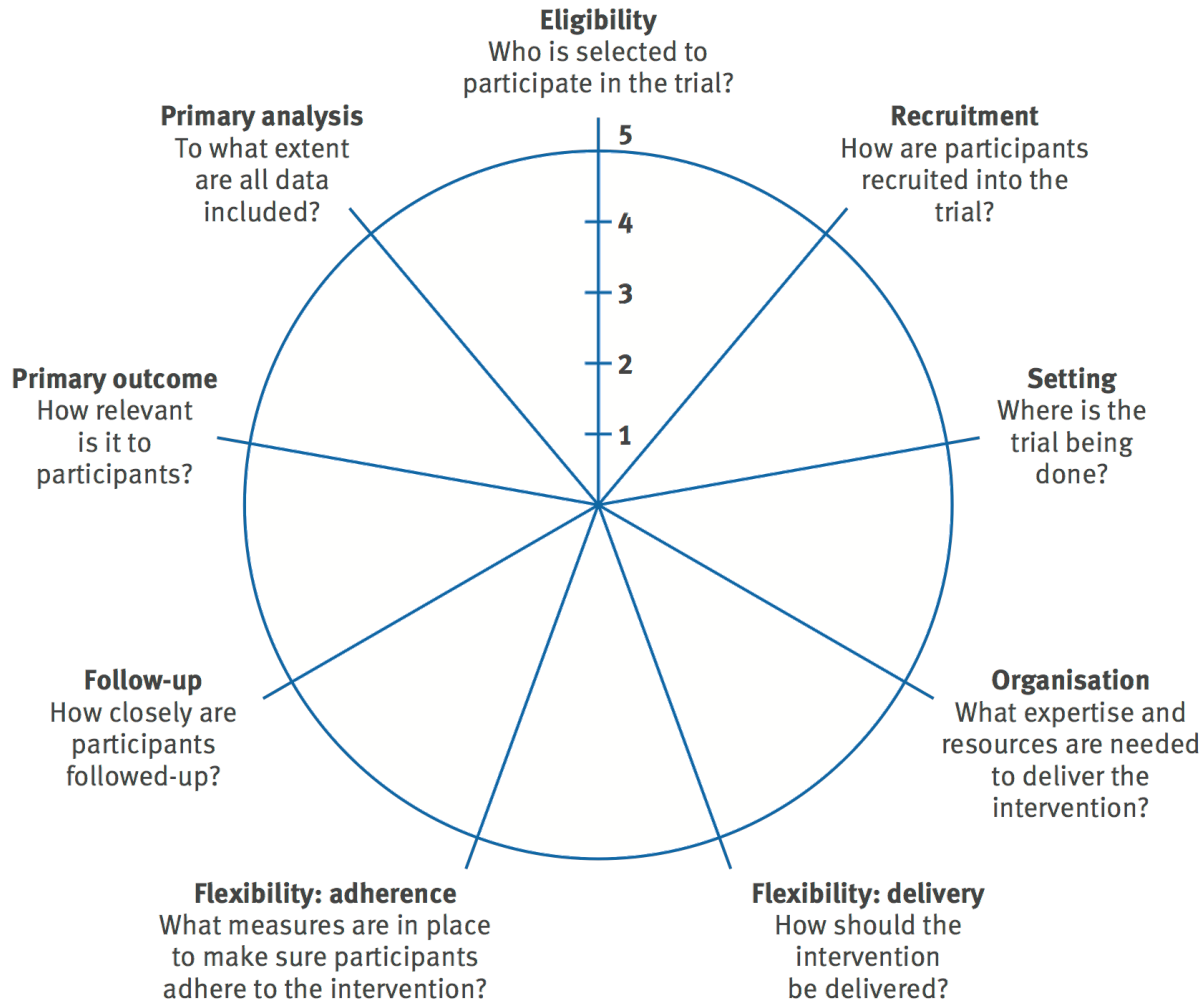 Eligibility
Who is selected to
participate in the trial?
Primary analysis
To what extent
are all data
included?
Recruitment
How are participants
recruited into the
trial?
5
4
3
2
1
Primary outcome
How relevant
is it to
participants?
Setting
Where is the
trial being
done?
Follow-up
How closely are
participants
followed-up?
Organisation
What expertise and
resources are needed
to deliver the
intervention?
Flexibility: adherence
What measures are in place
to make sure participants
adhere to the intervention?
Flexibility: delivery
How should the
intervention
be delivered?